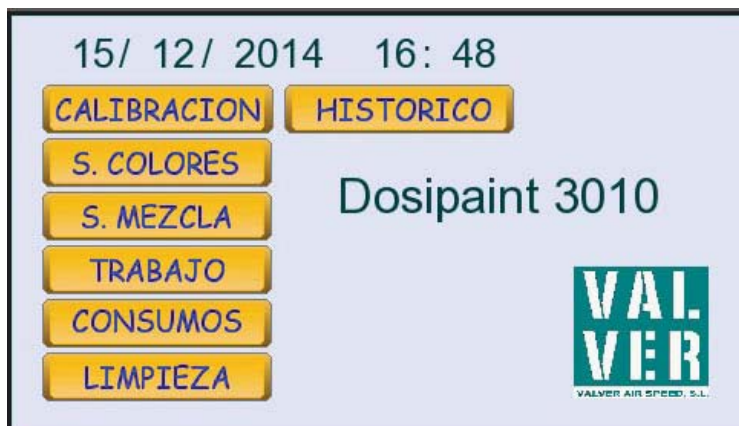 15/ 12/ 2014 16: 48
CALIBRACION HISTORICO
S. COLORES
S. MEZCLA
Dosipaint 3010
TRABAJO
CONSUMOS
LIMPIEZA
VAL
VER
VALVER AIR SPEED, S.L.